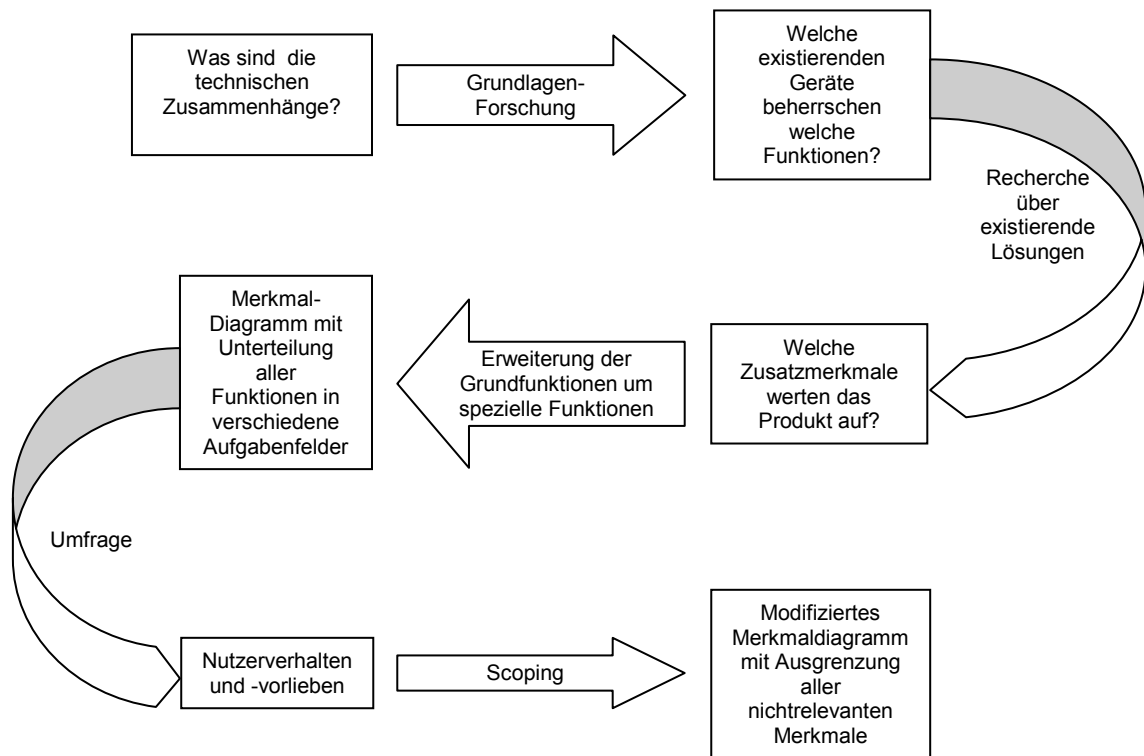 Was sind  die
technischen
Zusammenhänge?
Grundlagen-
Forschung
Welche
existierenden
Geräte
beherrschen
welche
Funktionen?
Recherche
über
existierende
Lösungen
Welche
Zusatzmerkmale
werten das
Produkt auf?
Erweiterung der
Grundfunktionen um
spezielle Funktionen
Merkmal-
Diagramm mit
Unterteilung
aller
Funktionen in
verschiedene
Aufgabenfelder
Umfrage
Nutzerverhalten
und -vorlieben
Scoping
Modifiziertes
Merkmaldiagramm
mit Ausgrenzung
aller
nichtrelevanten
Merkmale